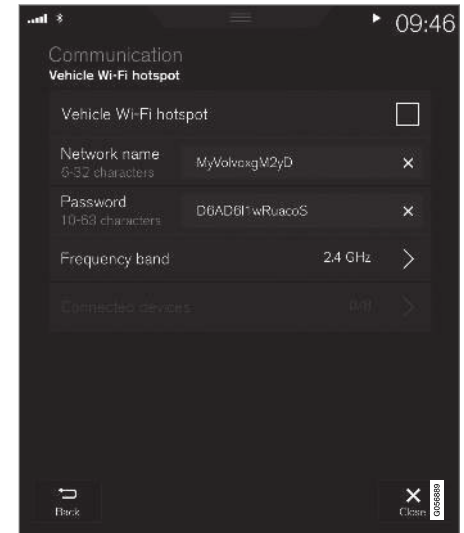 09:46
Communication
Vehicle Wi-Fi hotspot
Vehicle Wi-Fi hotspot
Network name
6-32 characters
MyVolvoxgM2yD
Password
10-63 characters
D6AD6l1wRuacoS
Frequency band
2.4 GHz
Connected devices
0/8
Back
Close
G056889